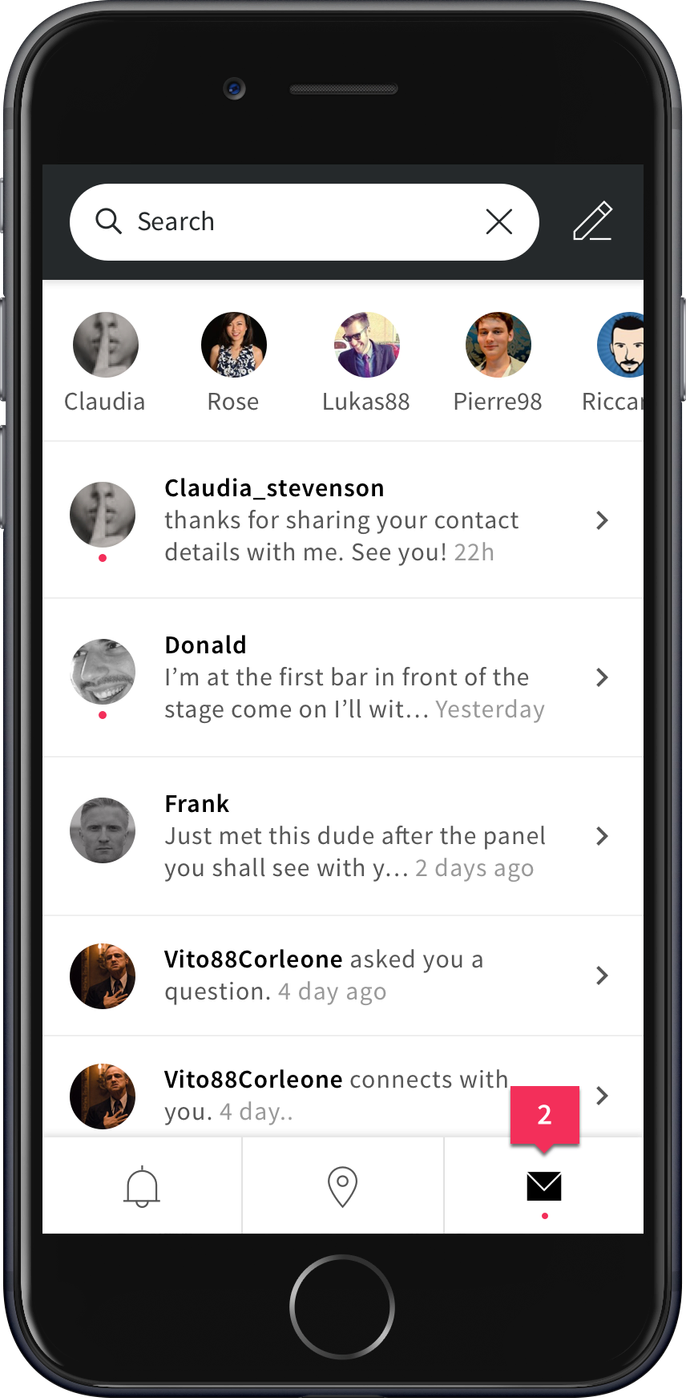 Search
Claudia
Rose
Lukas88
Pierre98
Riccar
Claudia_stevenson
thanks for sharing your contact
details with me. See you! 22h
Donald
I’m at the first bar in front of the
stage come on I’ll wit... Yesterday
Frank
Just met this dude after the panel
you shall see with y... 2 days ago
Vito88Corleone asked you a
question. 4 day ago
Vito88Corleone connects with
you. 4 day..
2